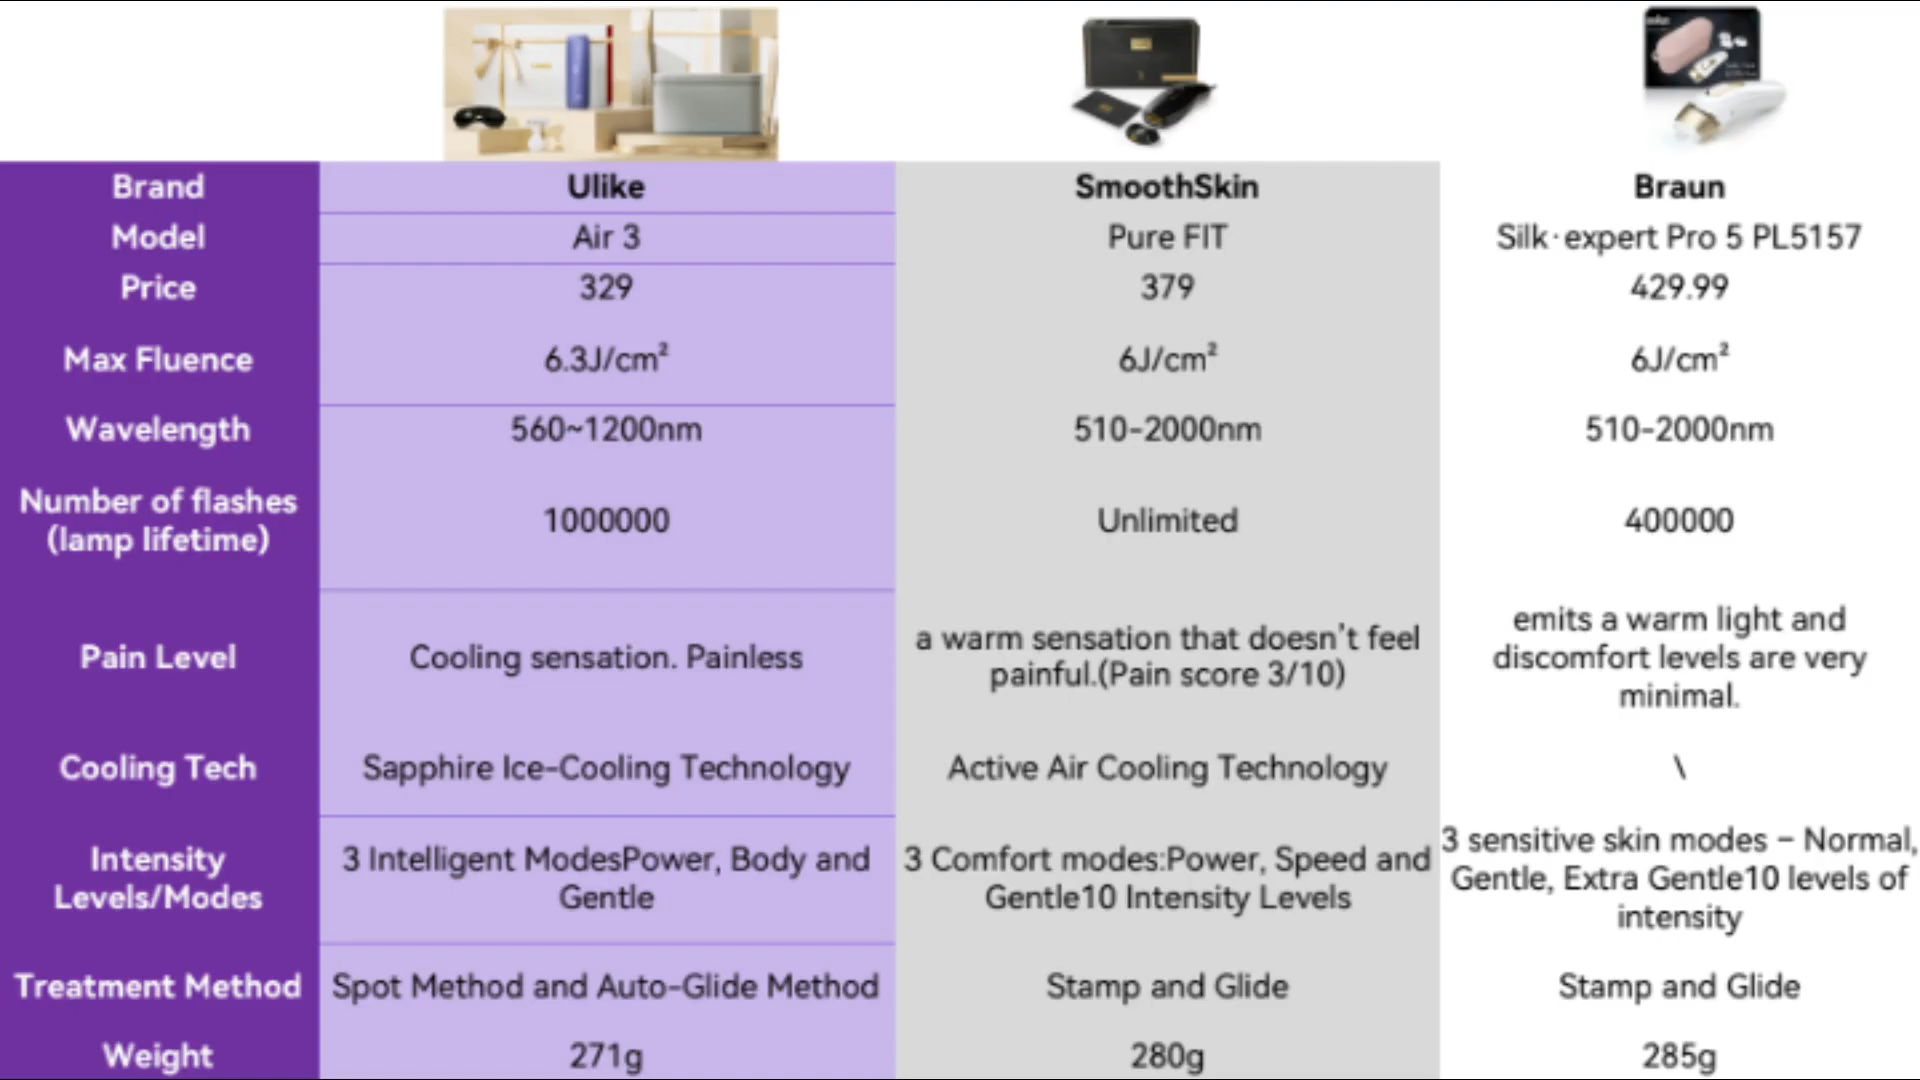 Brand Ulike SmoothSkin Braun
Model Air 3 Pure FIT Silk·expert Pro 5 PL5157
Price 329 379 429.99
Max Fluence 6.3J/cm² 6J/cm² 6J/cm²
Wavelength 560~1200nm 510-2000nm 510-2000nm
Number of flashes
(lamp lifetime) 1000000 Unlimited 400000
Pain Level Cooling sensation. Painless
a warm sensation that doesn't feel
painful.(Pain score 3/10)
emits a warm light and
discomfort levels are very
minimal.
Cooling Tech Sapphire Ice-Cooling Technology Active Air Cooling Technology \
Intensity
Levels/Modes
3 Intelligent ModesPower, Body and
Gentle
3 Comfort modes:Power, Speed and
Gentle10 Intensity Levels
3 sensitive skin modes – Normal,
Gentle, Extra Gentle10 levels of
intensity
Treatment Method Spot Method and Auto-Glide Method Stamp and Glide Stamp and Glide
Weight 271g 280g 285g